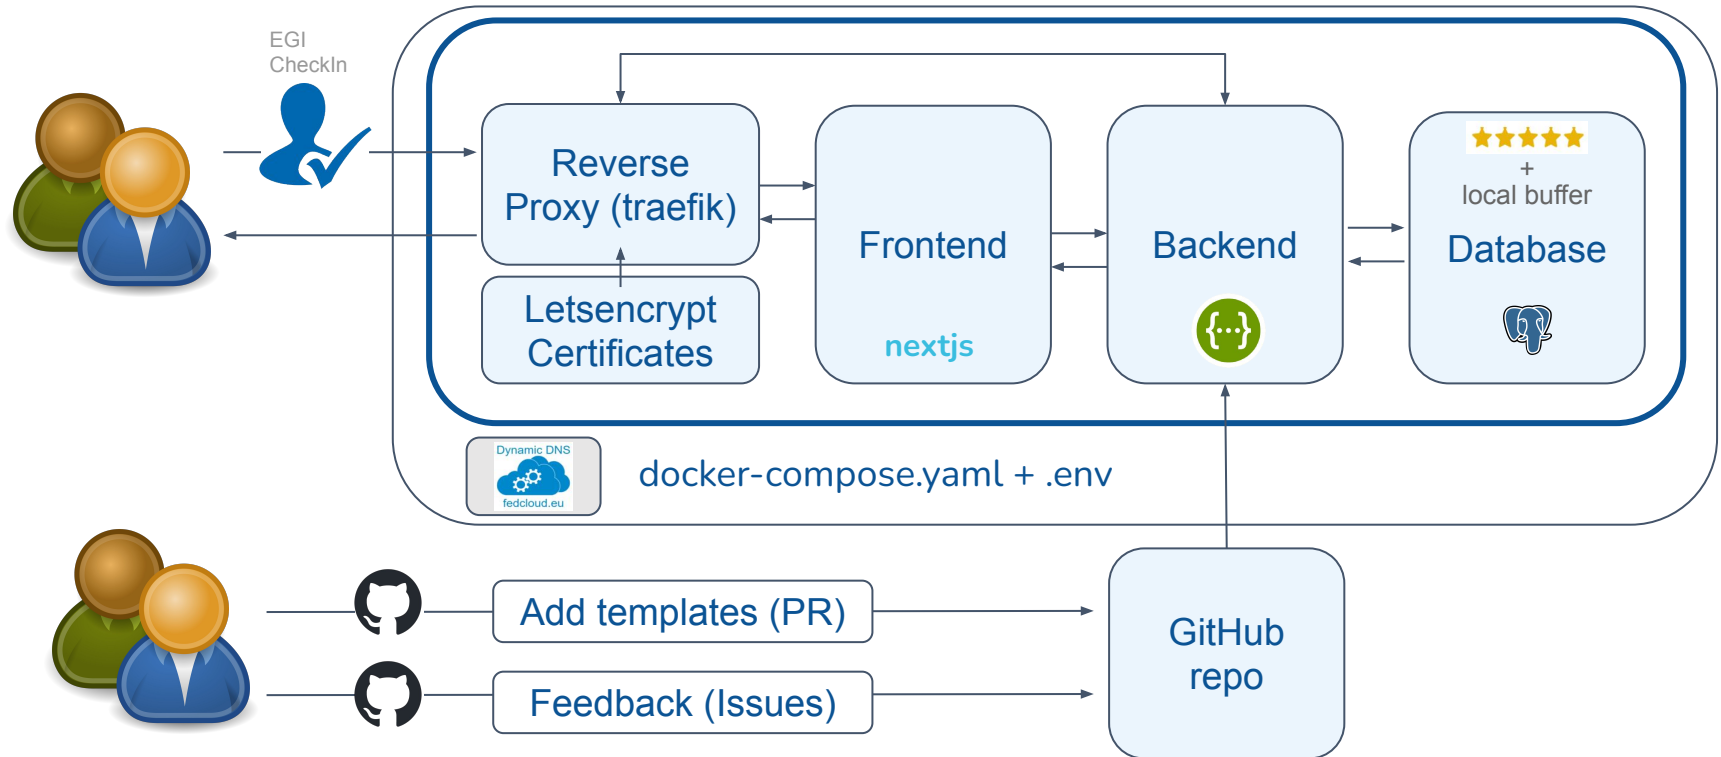 EGI
CheckIn
Reverse
Proxy (traefik)
Letsencrypt
Certificates
Frontend
nextjs
Backend
{···}
+
local buffer
Database
Dynamic DNS
fedcloud.eu
docker-compose.yaml + .env
Add templates (PR)
Feedback (Issues)
GitHub
repo